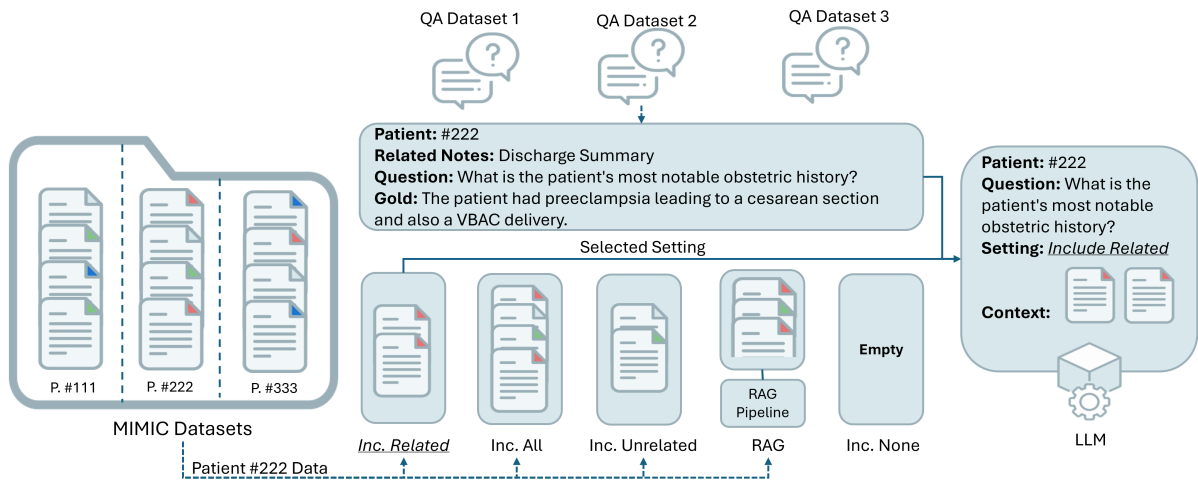 QA Dataset 1
QA Dataset 2
QA Dataset 3
?
?
?
Patient: #222
Related Notes: Discharge Summary
Question: What is the patient's most notable obstetric history?
Gold: The patient had preeclampsia leading to a cesarean section
and also a VBAC delivery.
Selected Setting
P. #111
P. #222
P. #333
MIMIC Datasets
Patient #222 Data
Inc. Related
Inc. All
Inc. Unrelated
RAG
Pipeline
RAG
Empty
Inc. None
Patient: #222
Question: What is the
patient's most notable
obstetric history?
Setting: Include Related
Context:
LLM